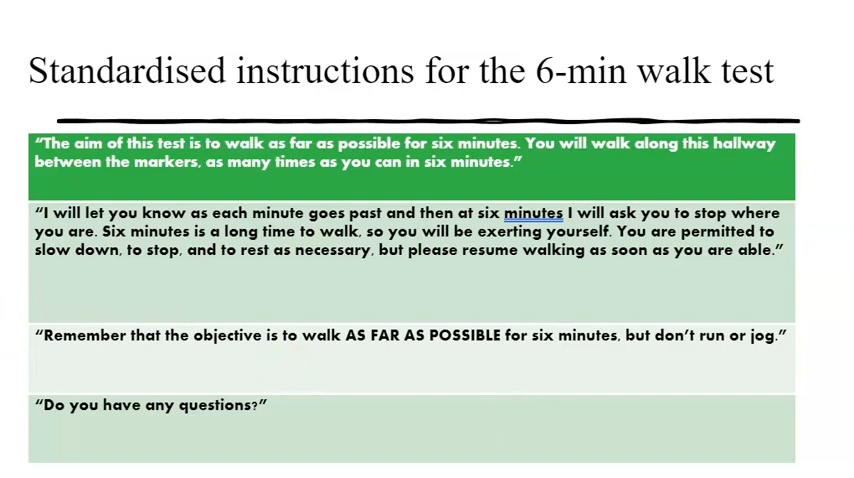 Standardised instructions for the 6-min walk test
“The aim of this test is to walk as far as possible for six minutes. You will walk along this hallway
between the markers, as many times as you can in six minutes.”
“I will let you know as each minute goes past and then at six minutes I will ask you to stop where
you are. Six minutes is a long time to walk, so you will be exerting yourself. You are permitted to
slow down, to stop, and to rest as necessary, but please resume walking as soon as you are able.”
“Remember that the objective is to walk AS FAR AS POSSIBLE for six minutes, but don’t run or jog.”
“Do you have any questions?”